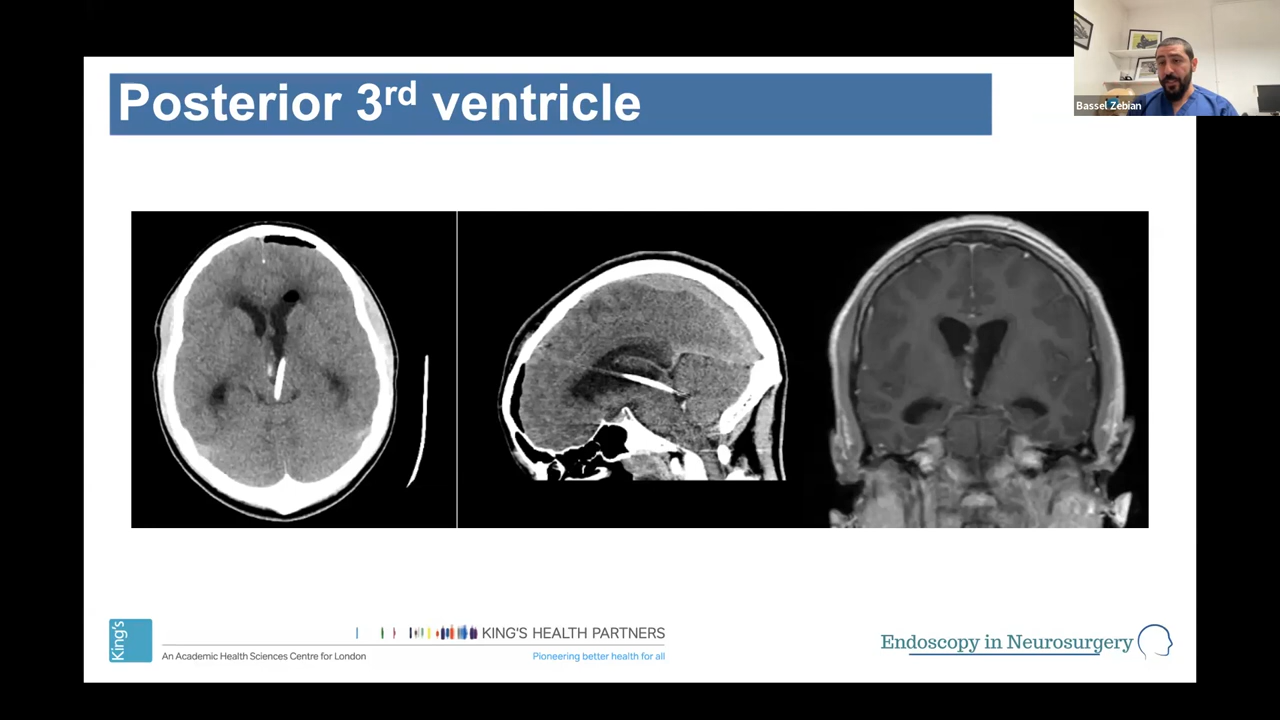 Posterior 3rd ventricle
Bassel Zebian
King's
KING'S HEALTH PARTNERS
An Academic Health Sciences Centre for London
Pioneering better health for all
Endoscopy in Neurosurgery